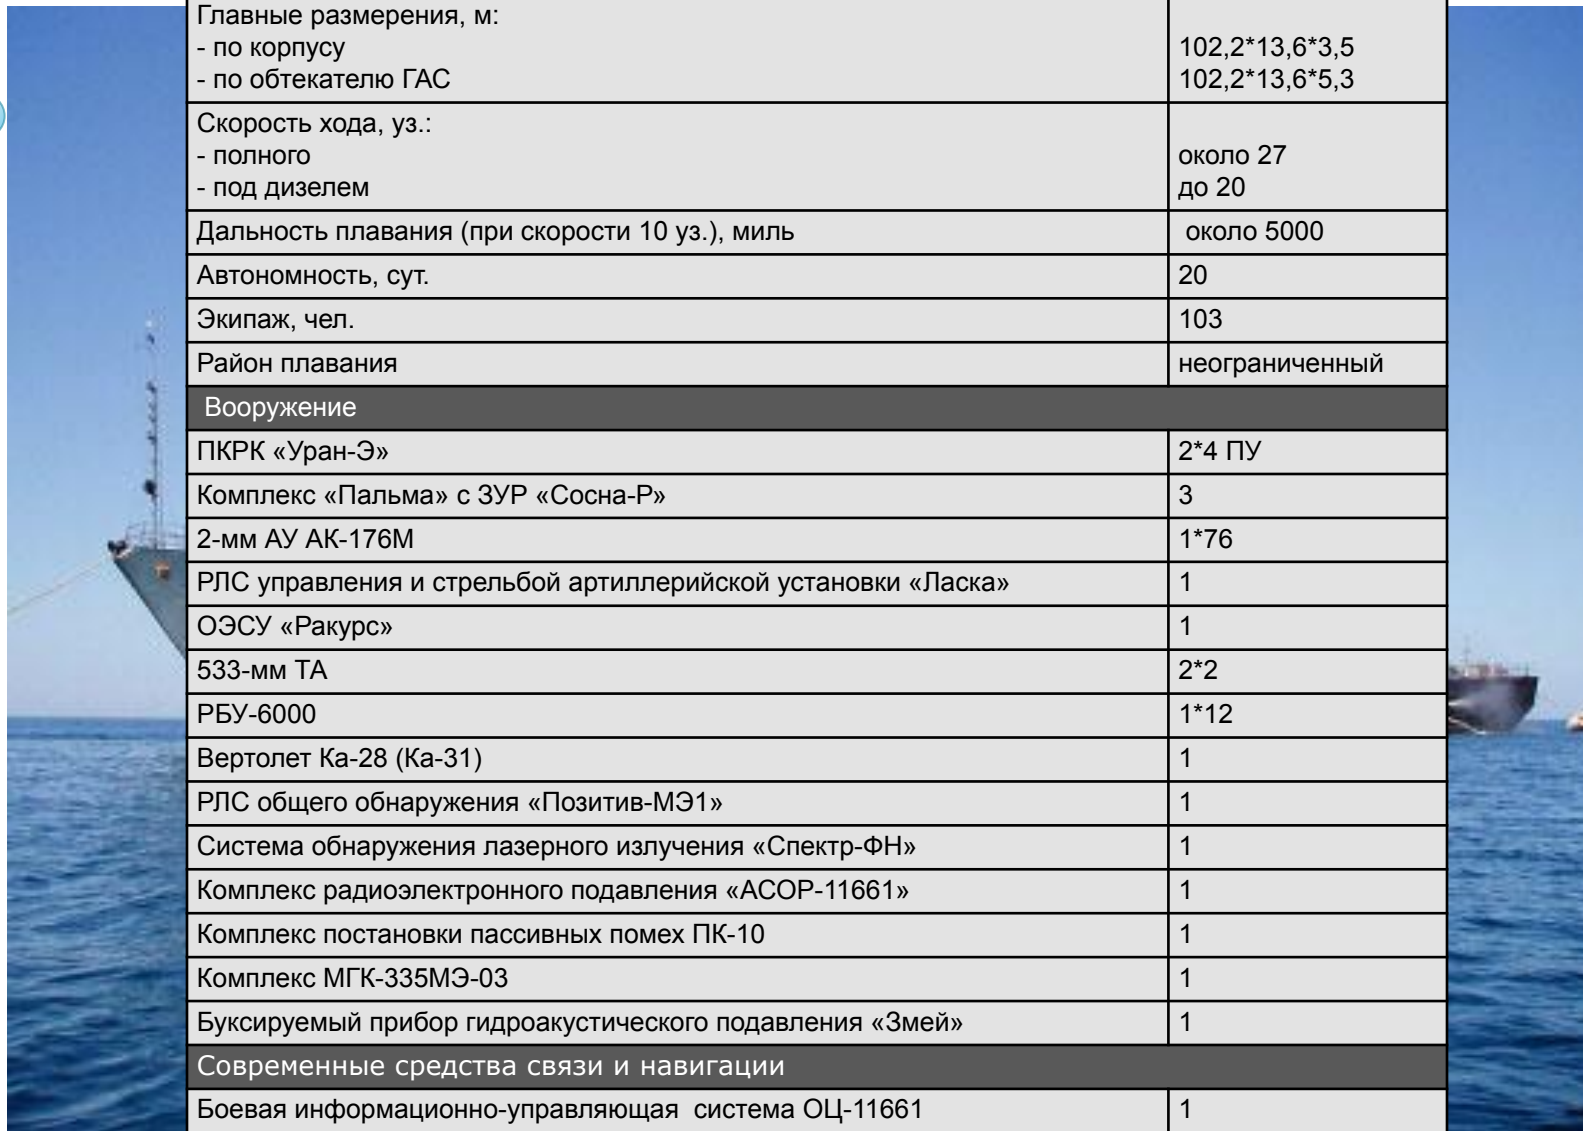 Главные размерения, м:
- по корпусу
- по обтекателю ГАС
102,2*13,6*3,5
102,2*13,6*5,3
Скорость хода, уз.:
- полного
- под дизелем
около 27
до 20
Дальность плавания (при скорости 10 уз.), миль около 5000
Автономность, сут. 20
Экипаж, чел. 103
Район плавания неограниченный
Вооружение
ПКРК «Уран-Э» 2*4 ПУ
Комплекс «Пальма» с ЗУР «Сосна-Р» 3
2-мм АУ АК-176М 1*76
РЛС управления и стрельбой артиллерийской установки «Ласка» 1
ОЭСУ «Ракурс» 1
533-мм ТА 2*2
РБУ-6000 1*12
Вертолет Ка-28 (Ка-31) 1
РЛС общего обнаружения «Позитив-МЭ1» 1
Система обнаружения лазерного излучения «Спектр-ФН» 1
Комплекс радиоэлектронного подавления «АСОР-11661» 1
Комплекс постановки пассивных помех ПК-10 1
Комплекс МГК-335МЭ-03 1
Буксируемый прибор гидроакустического подавления «Змей» 1
Современные средства связи и навигации
Боевая информационно-управляющая система ОЦ-11661 1